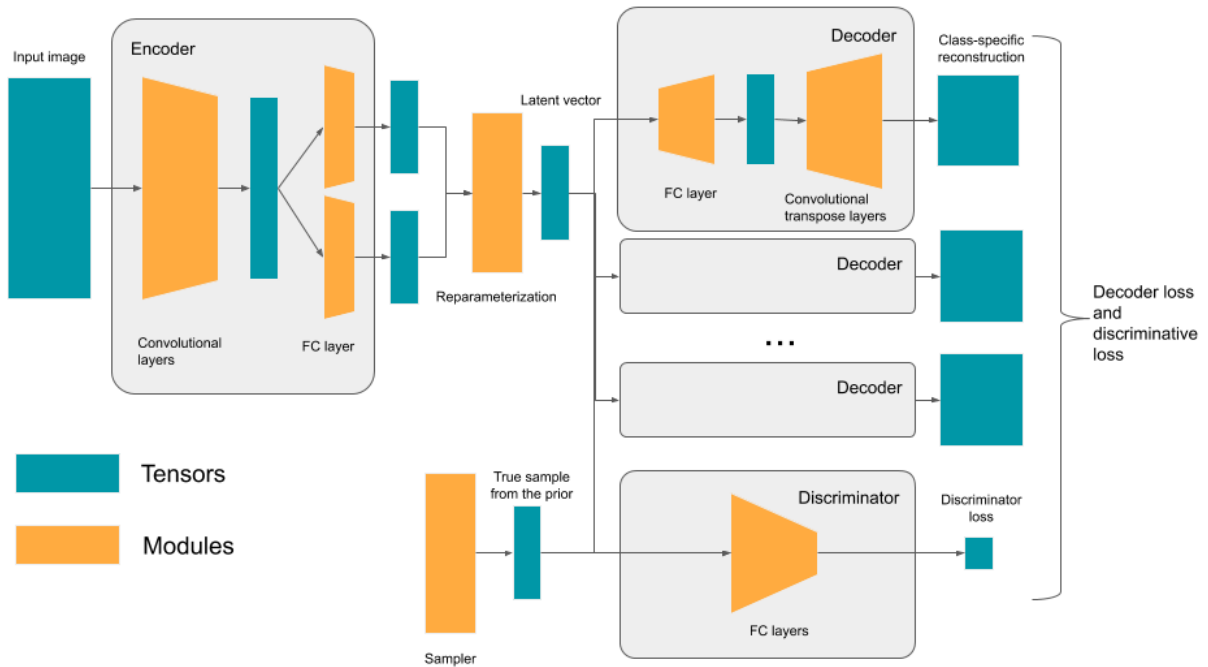 Input image
Encoder
Convolutional
layers
FC layer
Reparameterization
Latent vector
Decoder
FC layer
Convolutional
transpose layers
Class-specific
reconstruction
Decoder
...
Decoder
Decoder loss
and
discriminative
loss
Tensors
Modules
True sample
from the prior
Sampler
Discriminator
FC layers
Discriminator
loss